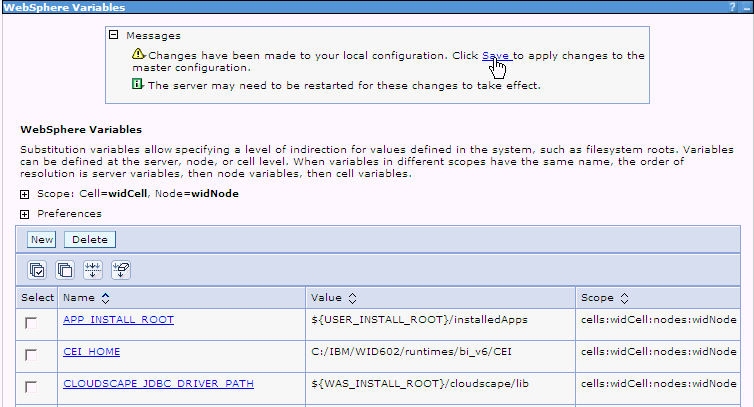 WebSphere Variables ? _
Messages
Changes have been made to your local configuration. Click Save to apply changes to the
master configuration.
The server may need to be restarted for these changes to take effect.
WebSphere Variables
Substitution variables allow specifying a level of indirection for values defined in the system, such as filesystem roots. Variables
can be defined at the server, node, or cell level. When variables in different scopes have the same name, the order of
resolution is server variables, then node variables, then cell variables.
Scope: Cell=widCell, Node=widNode
Preferences
New Delete
Select Name Value Scope
APP_INSTALL_ROOT ${USER_INSTALL_ROOT}/installedApps cells:widCell:nodes:widNode
CEI_HOME C:/IBM/WID602/runtimes/bi_v6/CEI cells:widCell:nodes:widNode
CLOUDSCAPE_JDBC_DRIVER_PATH ${WAS_INSTALL_ROOT}/cloudscape/lib cells:widCell:nodes:widNode